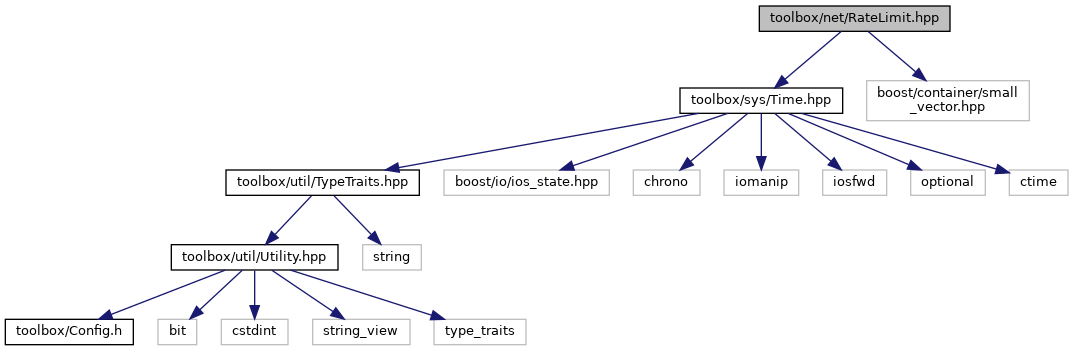 toolbox/net/RateLimit.hpp
toolbox/sys/Time.hpp
boost/container/small
_vector.hpp
toolbox/util/TypeTraits.hpp
boost/io/ios_state.hpp
chrono
iomanip
iosfwd
optional
ctime
toolbox/util/Utility.hpp
string
toolbox/Config.h
bit
cstdint
string_view
type_traits